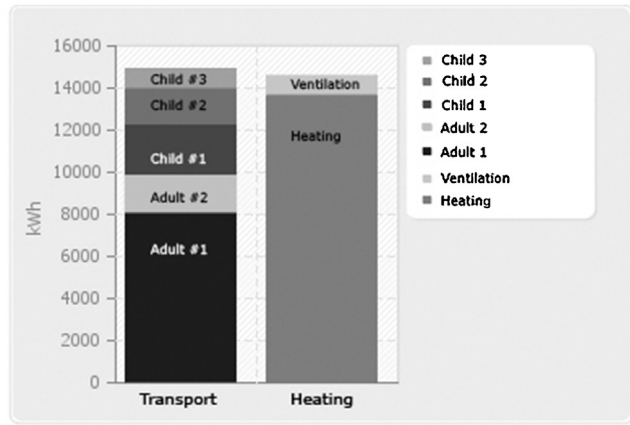 16000
14000
12000
10000
8000
6000
4000
2000
0
kWh
Child #3
Child #2
Child #1
Adult #2
Adult #1
Ventilation
Heating
Transport
Heating
Child 3
Child 2
Child 1
Adult 2
Adult 1
Ventilation
Heating